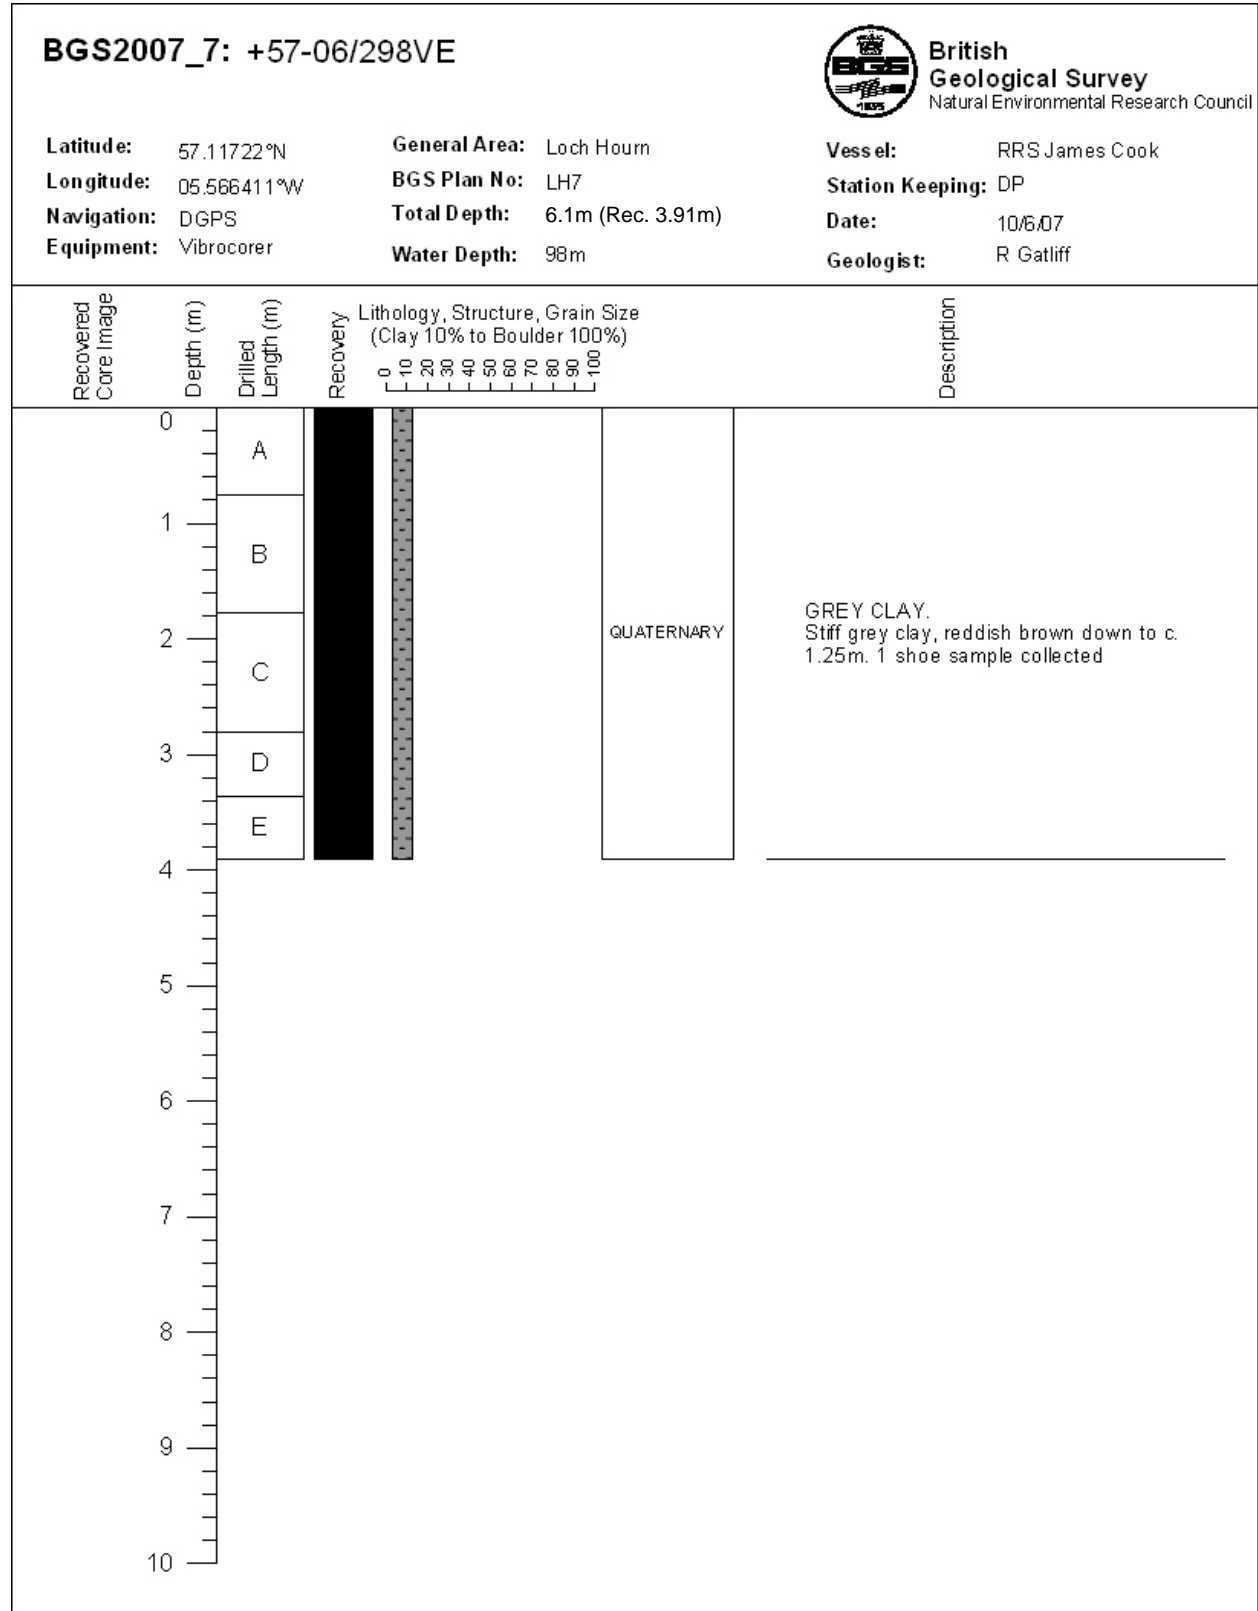 BGS2007_7: +57-06/298VE
BGS
1835
British
Geological Survey
Natural Environmental Research Council
Latitude: 57.11722°N
Longitude: 05.566411°W
Navigation: DGPS
Equipment: Vibrocorer
General Area: Loch Hourn
BGS Plan No: LH7
Total Depth: 6.1m (Rec. 3.91m)
Water Depth: 98m
Vessel: RRS James Cook
Station Keeping: DP
Date: 10/6/07
Geologist: R Gatliff
Recovered
Core Image
Depth (m)
Drilled
Length (m)
Recovery
Lithology, Structure, Grain Size
(Clay 10% to Boulder 100%)
0 10 20 30 40 50 60 70 80 90 100
Description
0
1
2
3
4
5
6
7
8
9
10
A
B
C
D
E
QUATERNARY
GREY CLAY.
Stiff grey clay, reddish brown down to c.
1.25m. 1 shoe sample collected